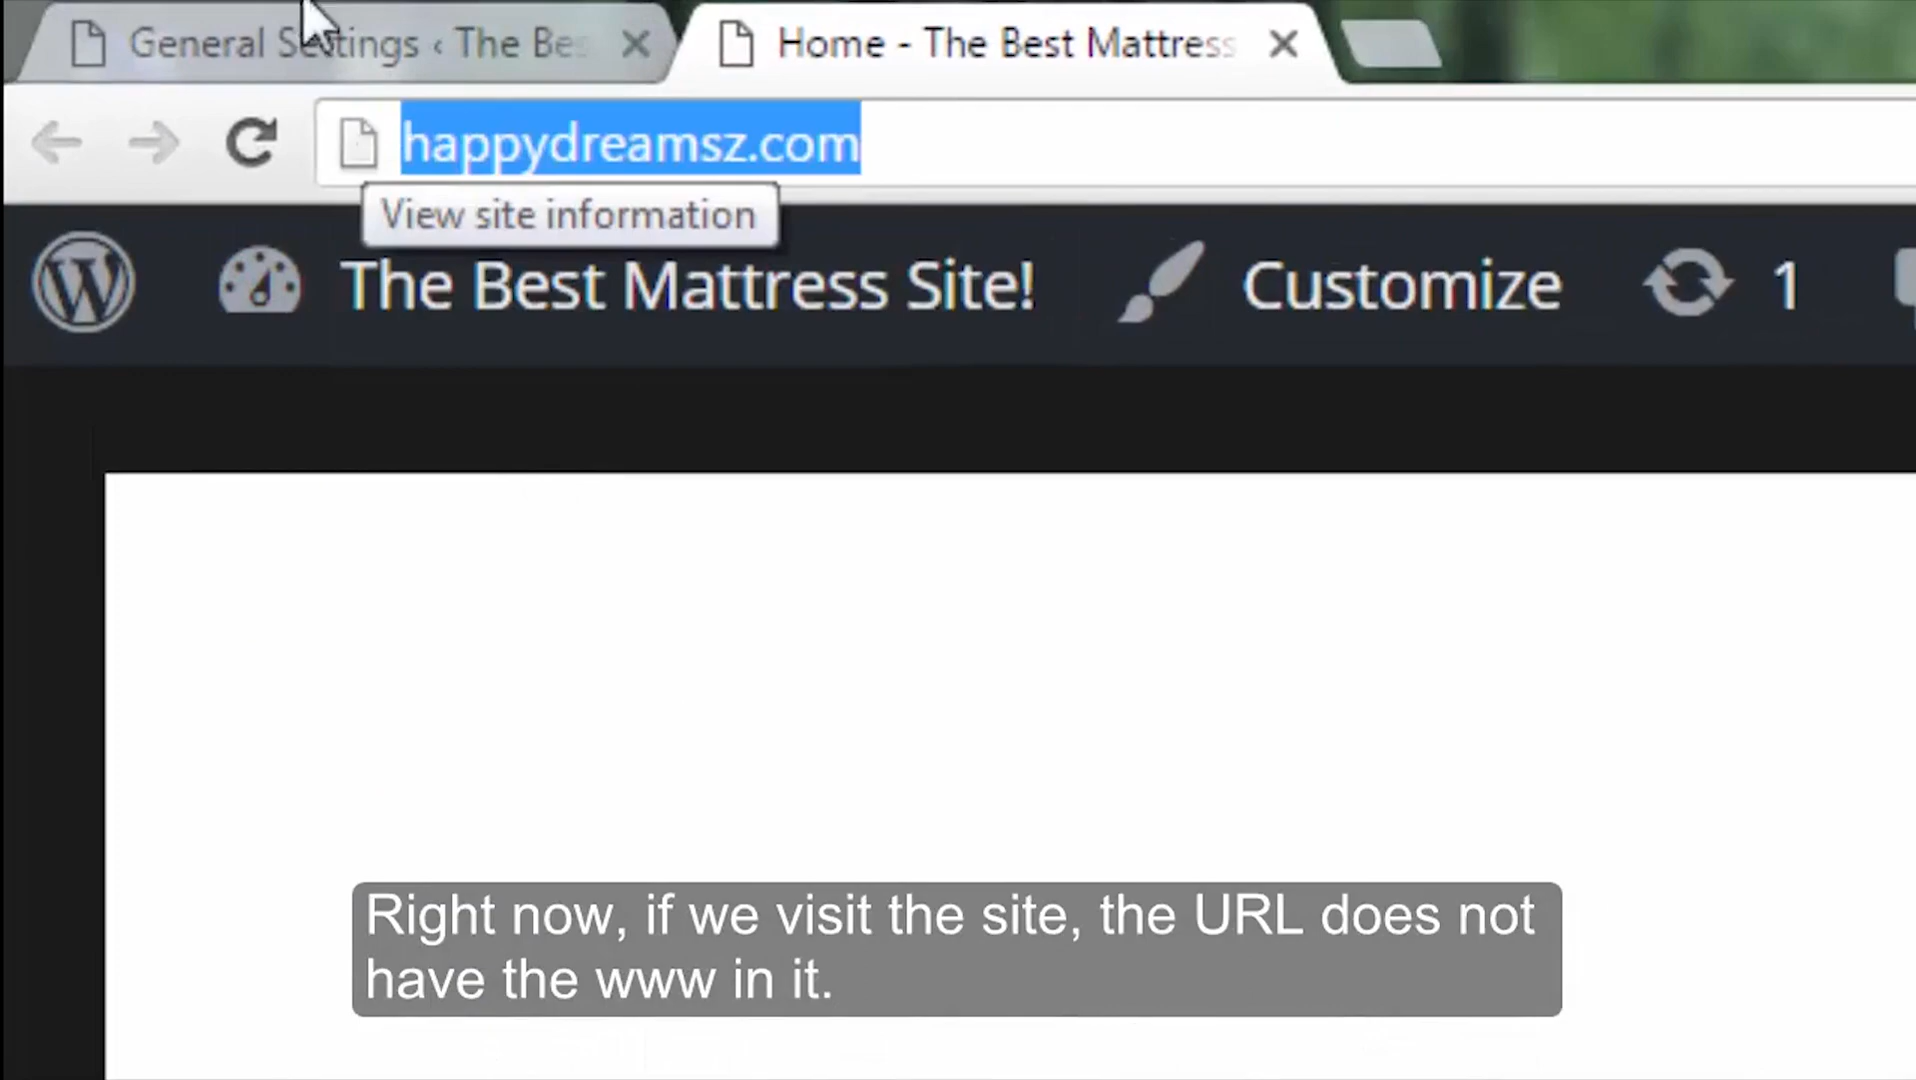 General Settings ‹ The Bes
Home - The Best Mattress
happydreamsz.com
View site information
The Best Mattress Site!
Customize
1
Right now, if we visit the site, the URL does not
have the www in it.